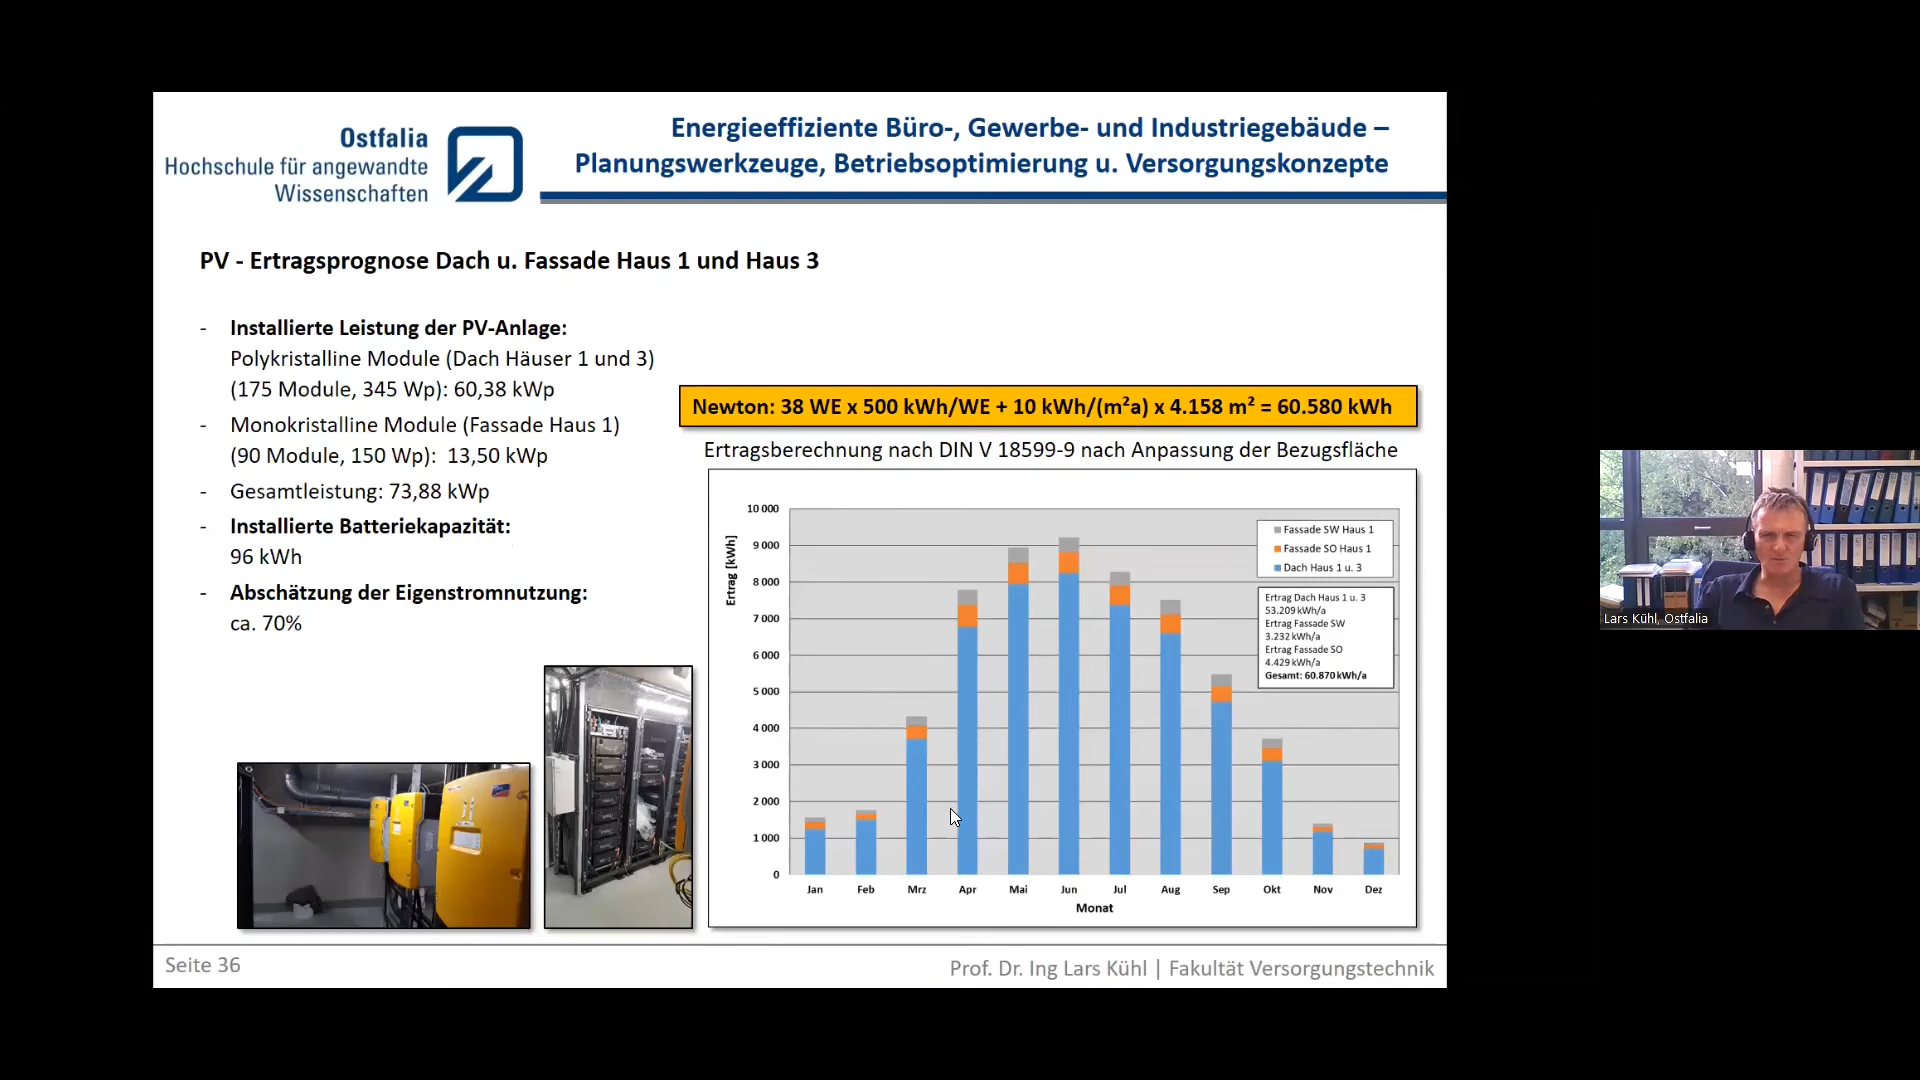 Ostfalia
Hochschule für angewandte
Wissenschaften
Energieeffiziente Büro-, Gewerbe- und Industriegebäude –
Planungswerkzeuge, Betriebsoptimierung u. Versorgungskonzepte
PV - Ertragsprognose Dach u. Fassade Haus 1 und Haus 3
- Installierte Leistung der PV-Anlage:
Polykristalline Module (Dach Häuser 1 und 3)
(175 Module, 345 Wp): 60,38 kWp
- Monokristalline Module (Fassade Haus 1)
(90 Module, 150 Wp): 13,50 kWp
- Gesamtleistung: 73,88 kWp
- Installierte Batteriekapazität:
96 kWh
- Abschätzung der Eigenstromnutzung:
ca. 70%
Newton: 38 WE x 500 kWh/WE + 10 kWh/(m²a) x 4.158 m² = 60.580 kWh
Ertragsberechnung nach DIN V 18599-9 nach Anpassung der Bezugsfläche
Ertrag [kWh]
10 000
9 000
8 000
7 000
6 000
5 000
4 000
3 000
2 000
1 000
0
Fassade SW Haus 1
Fassade SO Haus 1
Dach Haus 1 u. 3
Ertrag Dach Haus 1 u. 3
53.209 kWh/a
Ertrag Fassade SW
3.232 kWh/a
Ertrag Fassade SO
4.429 kWh/a
Gesamt: 60.870 kWh/a
Jan Feb Mrz Apr Mai Jun Jul Aug Sep Okt Nov Dez
Monat
Seite 36
Prof. Dr. Ing Lars Kühl | Fakultät Versorgungstechnik
Lars Kühl, Ostfalia